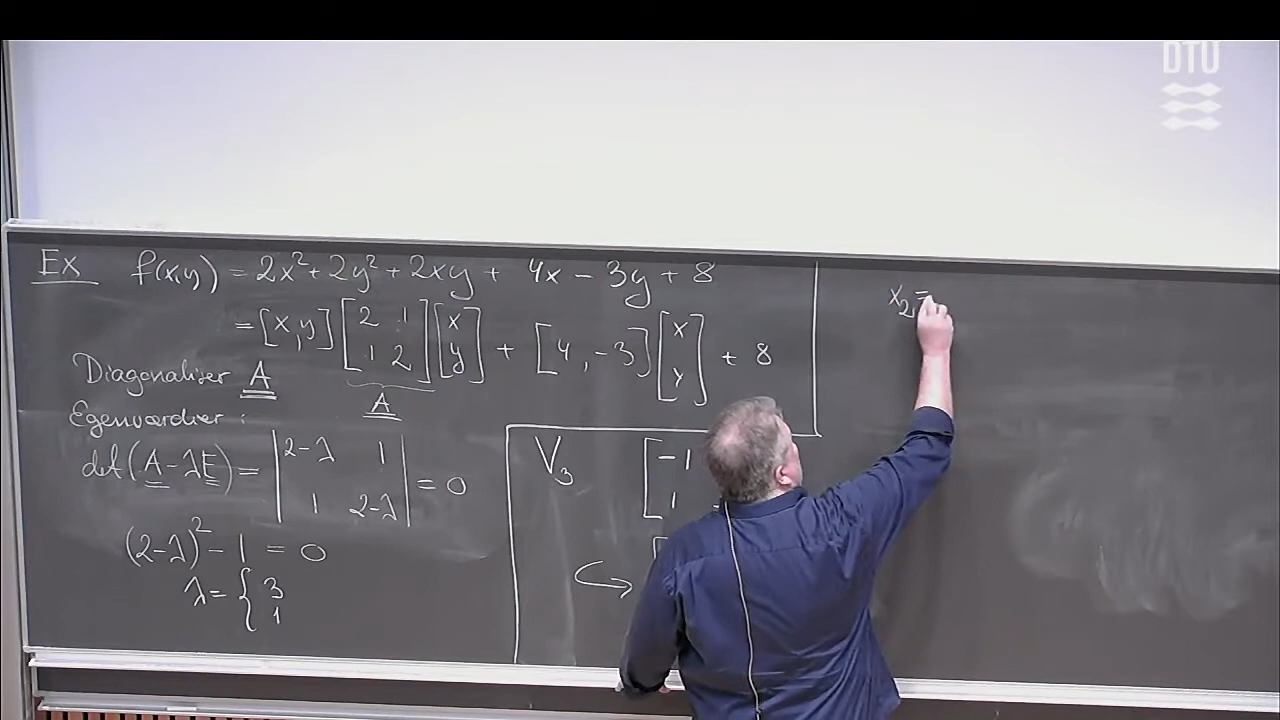 DTU
Ex f(x,y) = 2x² + 2y² + 2xy + 4x - 3y + 8
= [x, y] [2 1; 1 2] [x; y] + [4, -3] [x; y] + 8
A
Diagonaliser A
Egenværdier:
det(A - λE) = |2-λ 1; 1 2-λ| = 0
(2-λ)² - 1 = 0
λ = { 3
1
V₃ [-1
1
↪
x₂ =